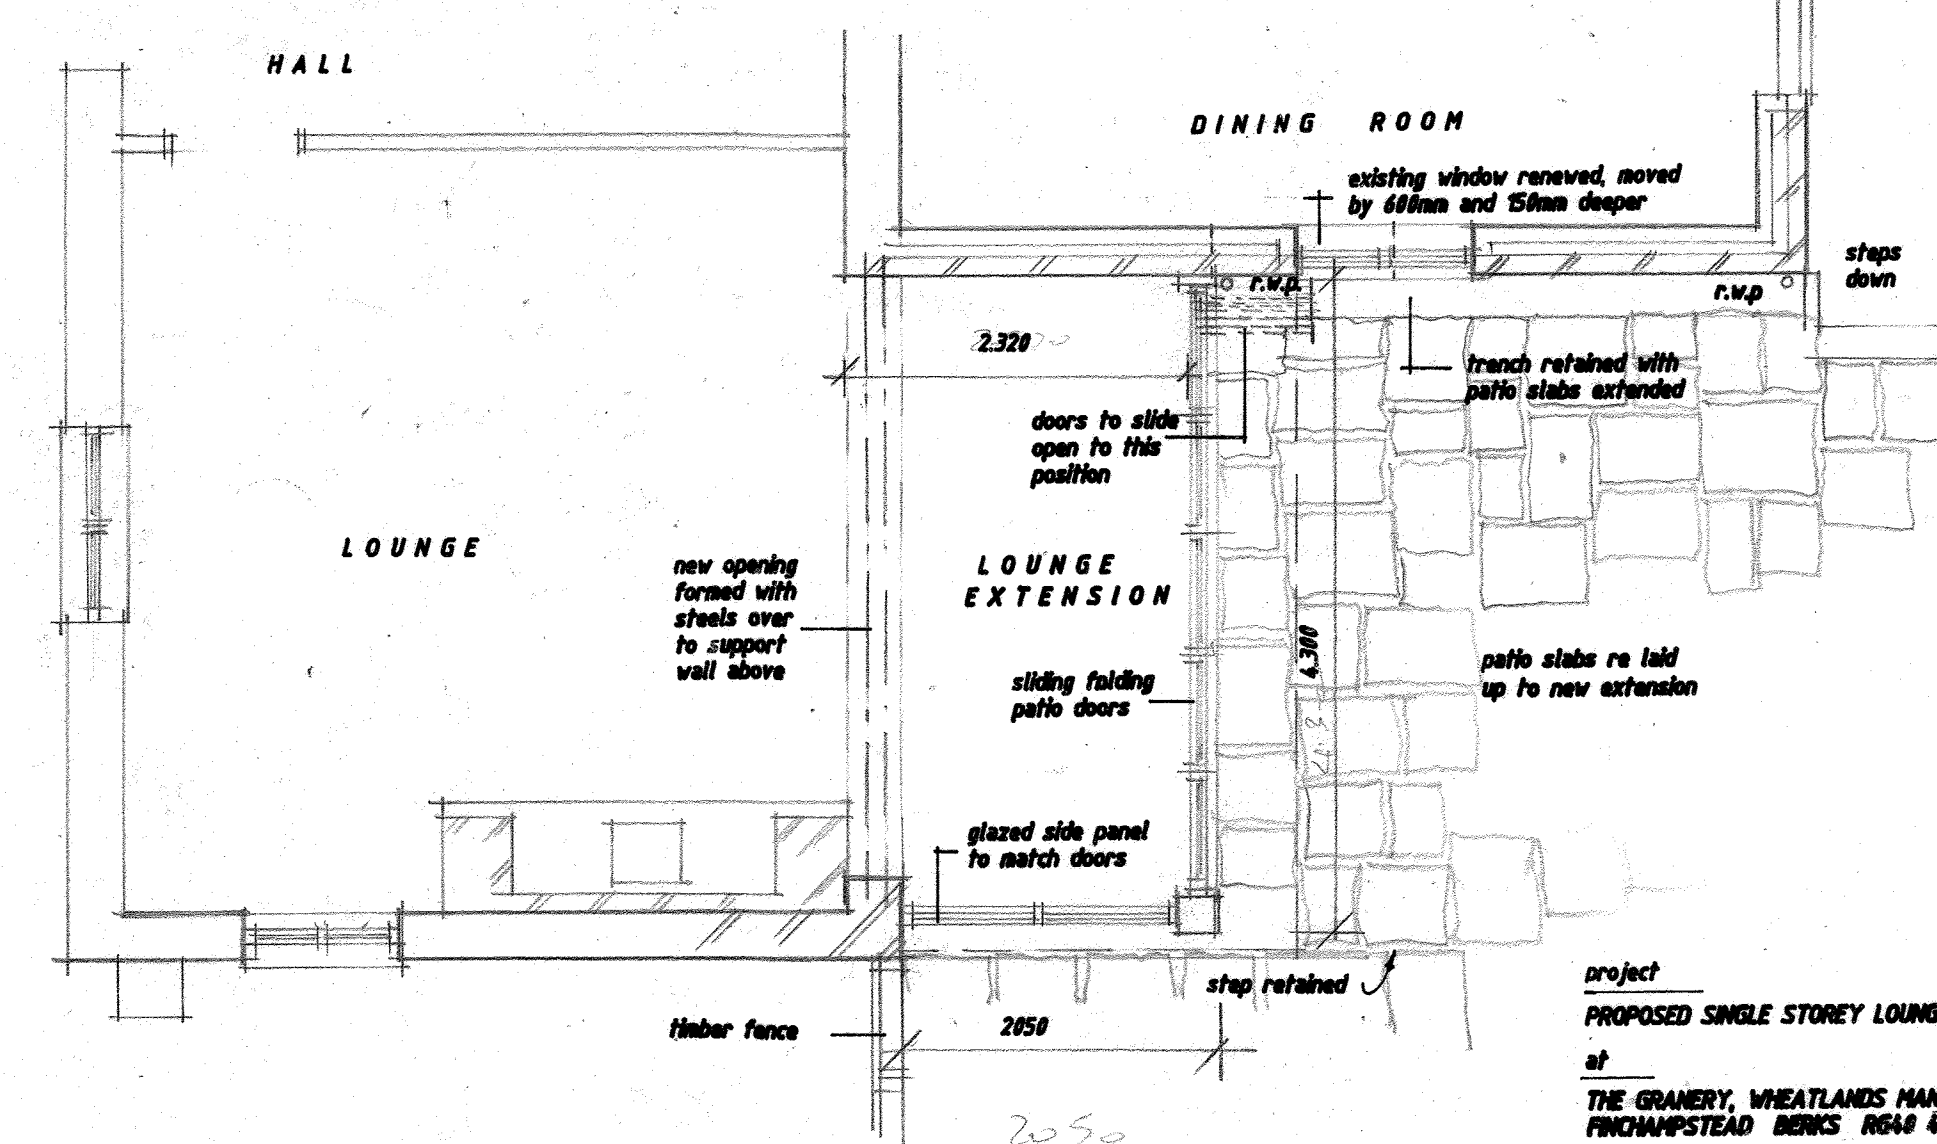 HALL
DINING ROOM
existing window renewed, moved
by 600mm and 150mm deeper
steps
down
r.w.p.
r.w.p
2.320
trench retained with
patio slabs extended
doors to slide
open to this
position
LOUNGE
new opening
formed with
steels over
to support
wall above
LOUNGE
EXTENSION
4.300
patio slabs re laid
up to new extension
sliding folding
patio doors
glazed side panel
to match doors
step retained
timber fence
2050
2050
project
PROPOSED SINGLE STOREY LOUNG
at
THE GRANERY, WHEATLANDS MAN
FINCHAMPSTEAD BERKS RG40